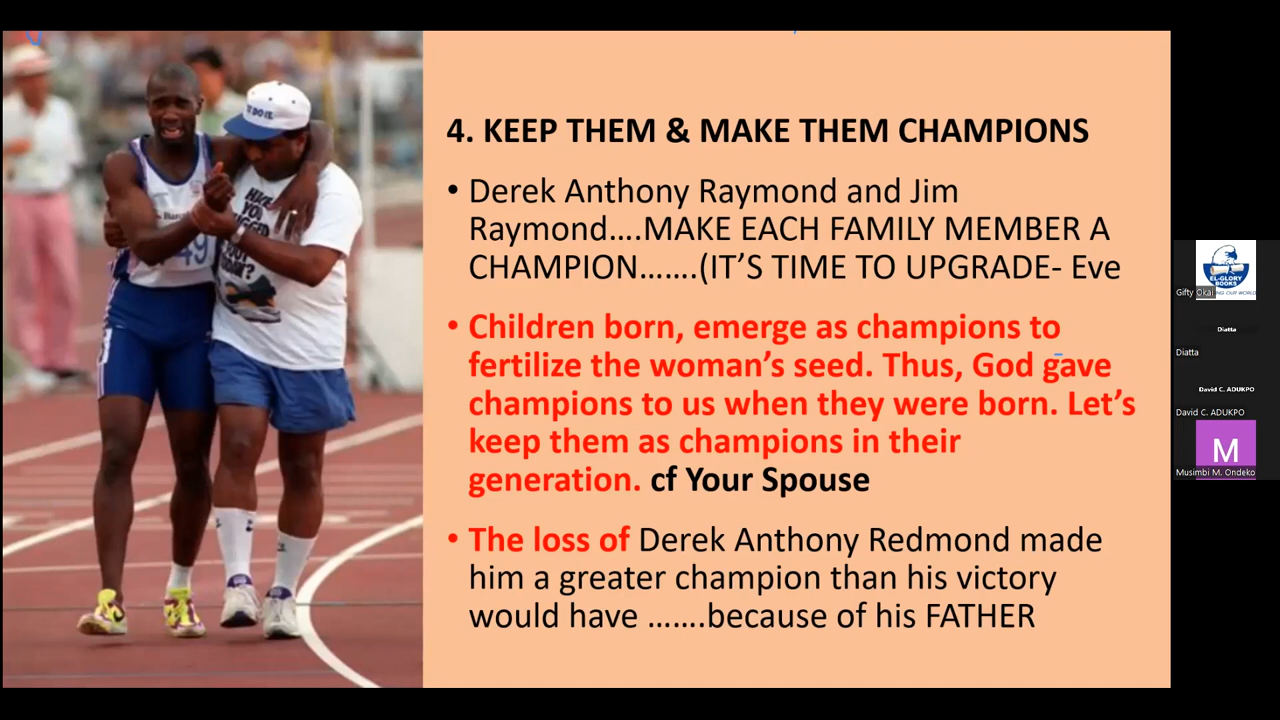 4. KEEP THEM & MAKE THEM CHAMPIONS
• Derek Anthony Raymond and Jim
Raymond….MAKE EACH FAMILY MEMBER A
CHAMPION…….(IT’S TIME TO UPGRADE- Eve
• Children born, emerge as champions to
fertilize the woman’s seed. Thus, God gave
champions to us when they were born. Let’s
keep them as champions in their
generation. cf Your Spouse
• The loss of Derek Anthony Redmond made
him a greater champion than his victory
would have …….because of his FATHER
EL-GLORY
BOOKS
Gifty Okai
Diatta
Diatta
David C. ADUKPO
David C. ADUKPO
M
Musimbi M. Ondeko